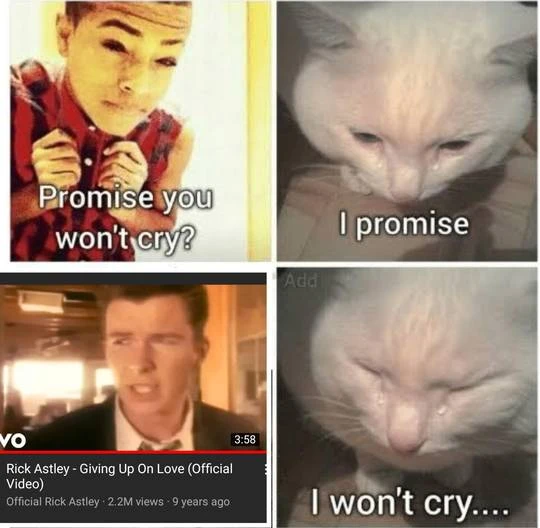 Promise you
won't cry?
I promise
Add
VO
3:58
Rick Astley - Giving Up On Love (Official
Video)
Official Rick Astley · 2.2M views · 9 years ago
I won't cry....